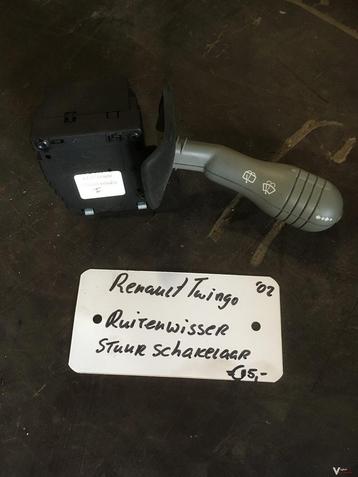 Renault Twingo '02
Ruitenwisser
Stuur schakelaar
€15,-